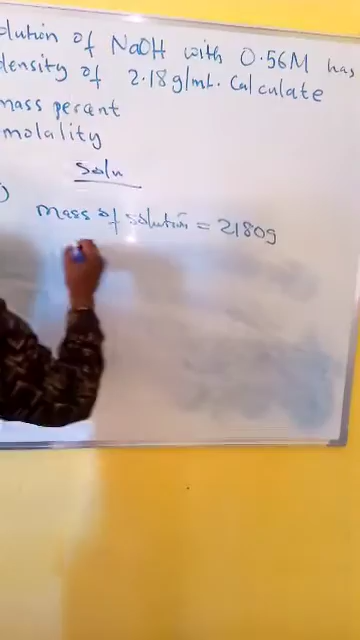 olution of NaOH with 0.56M has
density of 2.18g/ml. Calculate
mass percent
molality
Soln
)
mass of solution = 2180g